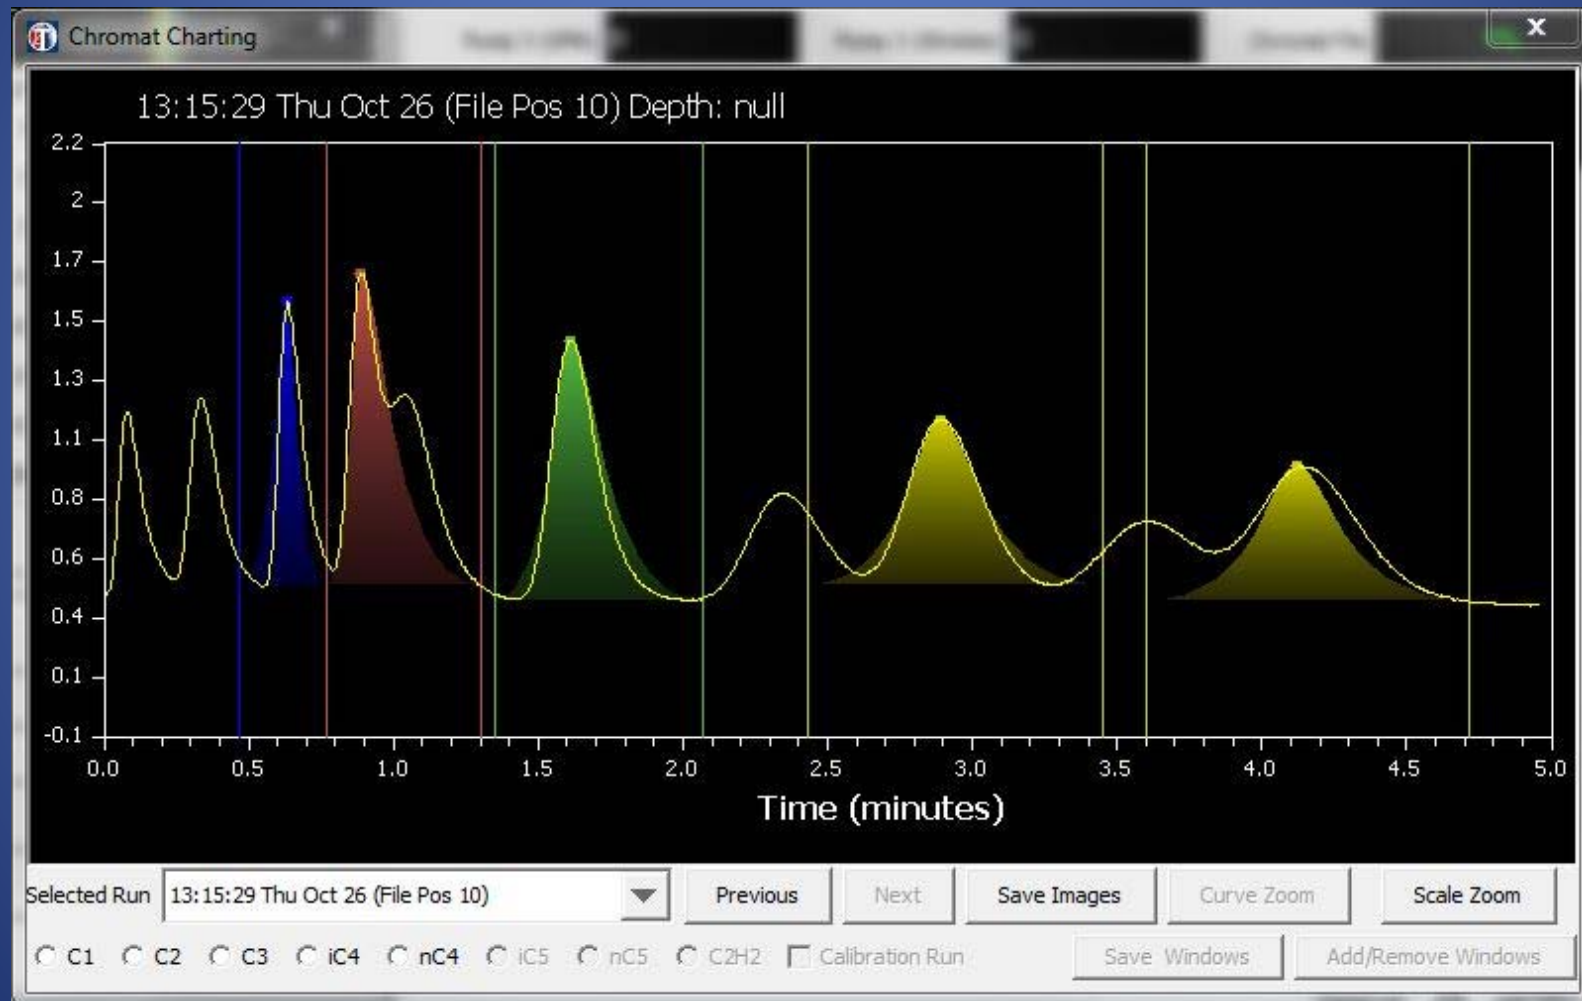 Chromat Charting
13:15:29 Thu Oct 26 (File Pos 10) Depth: null
2.2
2
1.7
1.5
1.3
1.1
0.8
0.6
0.4
0.1
-0.1
0.0 0.5 1.0 1.5 2.0 2.5 3.0 3.5 4.0 4.5 5.0
Time (minutes)
Selected Run 13:15:29 Thu Oct 26 (File Pos 10) Previous Next Save Images Curve Zoom Scale Zoom
C1 C2 C3 iC4 nC4 iC5 nC5 C2H2 Calibration Run Save Windows Add/Remove Windows